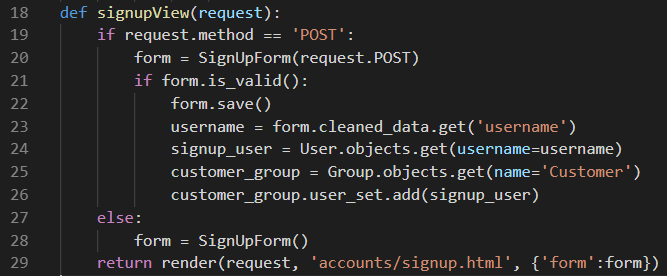 18 def signupView(request):
19     if request.method == 'POST':
20         form = SignUpForm(request.POST)
21         if form.is_valid():
22             form.save()
23             username = form.cleaned_data.get('username')
24             signup_user = User.objects.get(username=username)
25             customer_group = Group.objects.get(name='Customer')
26             customer_group.user_set.add(signup_user)
27     else:
28         form = SignUpForm()
29     return render(request, 'accounts/signup.html', {'form':form})